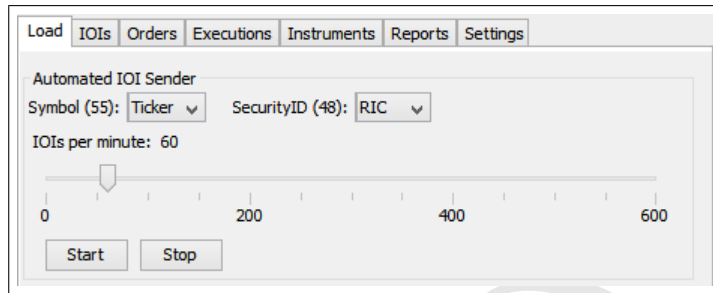 Load IOIs Orders Executions Instruments Reports Settings
Automated IOI Sender
Symbol (55): Ticker SecurityID (48): RIC
IOIs per minute: 60
0 200 400 600
Start Stop